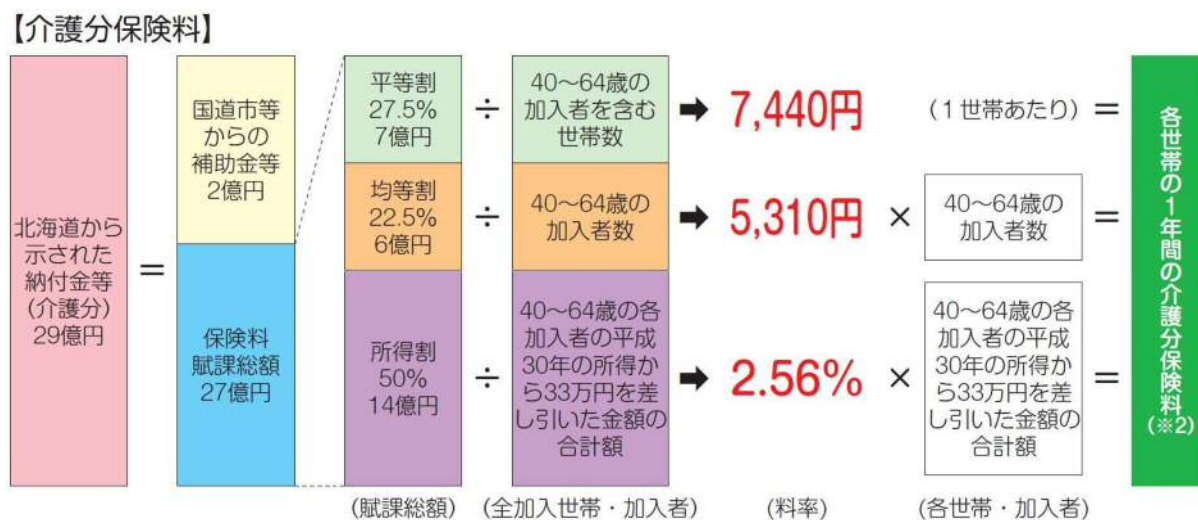 【介護分保険料】
北海道から
示された
納付金等
(介護分)
29億円
＝
国道市等
からの
補助金等
2億円
保険料
賦課総額
27億円
平等割
27.5%
7億円
÷
40～64歳の
加入者を含む
世帯数
➡
7,440円
(1世帯あたり)
＝
均等割
22.5%
6億円
÷
40～64歳の
加入者数
➡
5,310円
×
40～64歳の
加入者数
＝
所得割
50%
14億円
÷
40～64歳の各
加入者の平成
30年の所得か
ら33万円を差
し引いた金額の
合計額
➡
2.56%
×
40～64歳の各
加入者の平成
30年の所得か
ら33万円を差
し引いた金額の
合計額
＝
各世帯の1年間の介護分保険料(※2)
(賦課総額)
(全加入世帯・加入者)
(料率)
(各世帯・加入者)